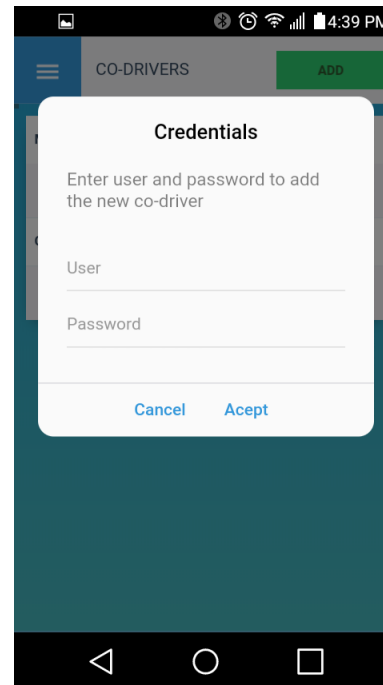 4:39 PM
CO-DRIVERS
ADD
Credentials
Enter user and password to add
the new co-driver
User
Password
Cancel Acept